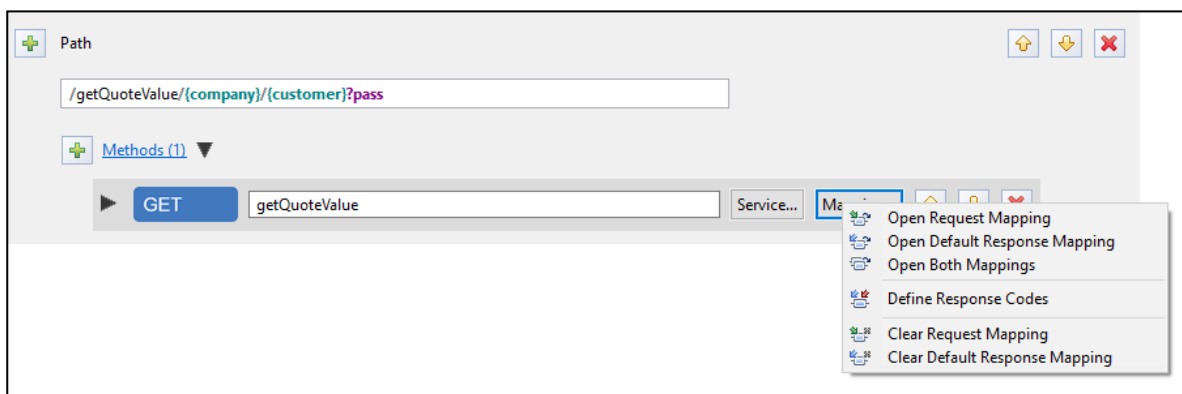 Path
/getQuoteValue/{company}/{customer}?pass
Methods (1)
GET getQuoteValue Service...
Open Request Mapping
Open Default Response Mapping
Open Both Mappings
Define Response Codes
Clear Request Mapping
Clear Default Response Mapping